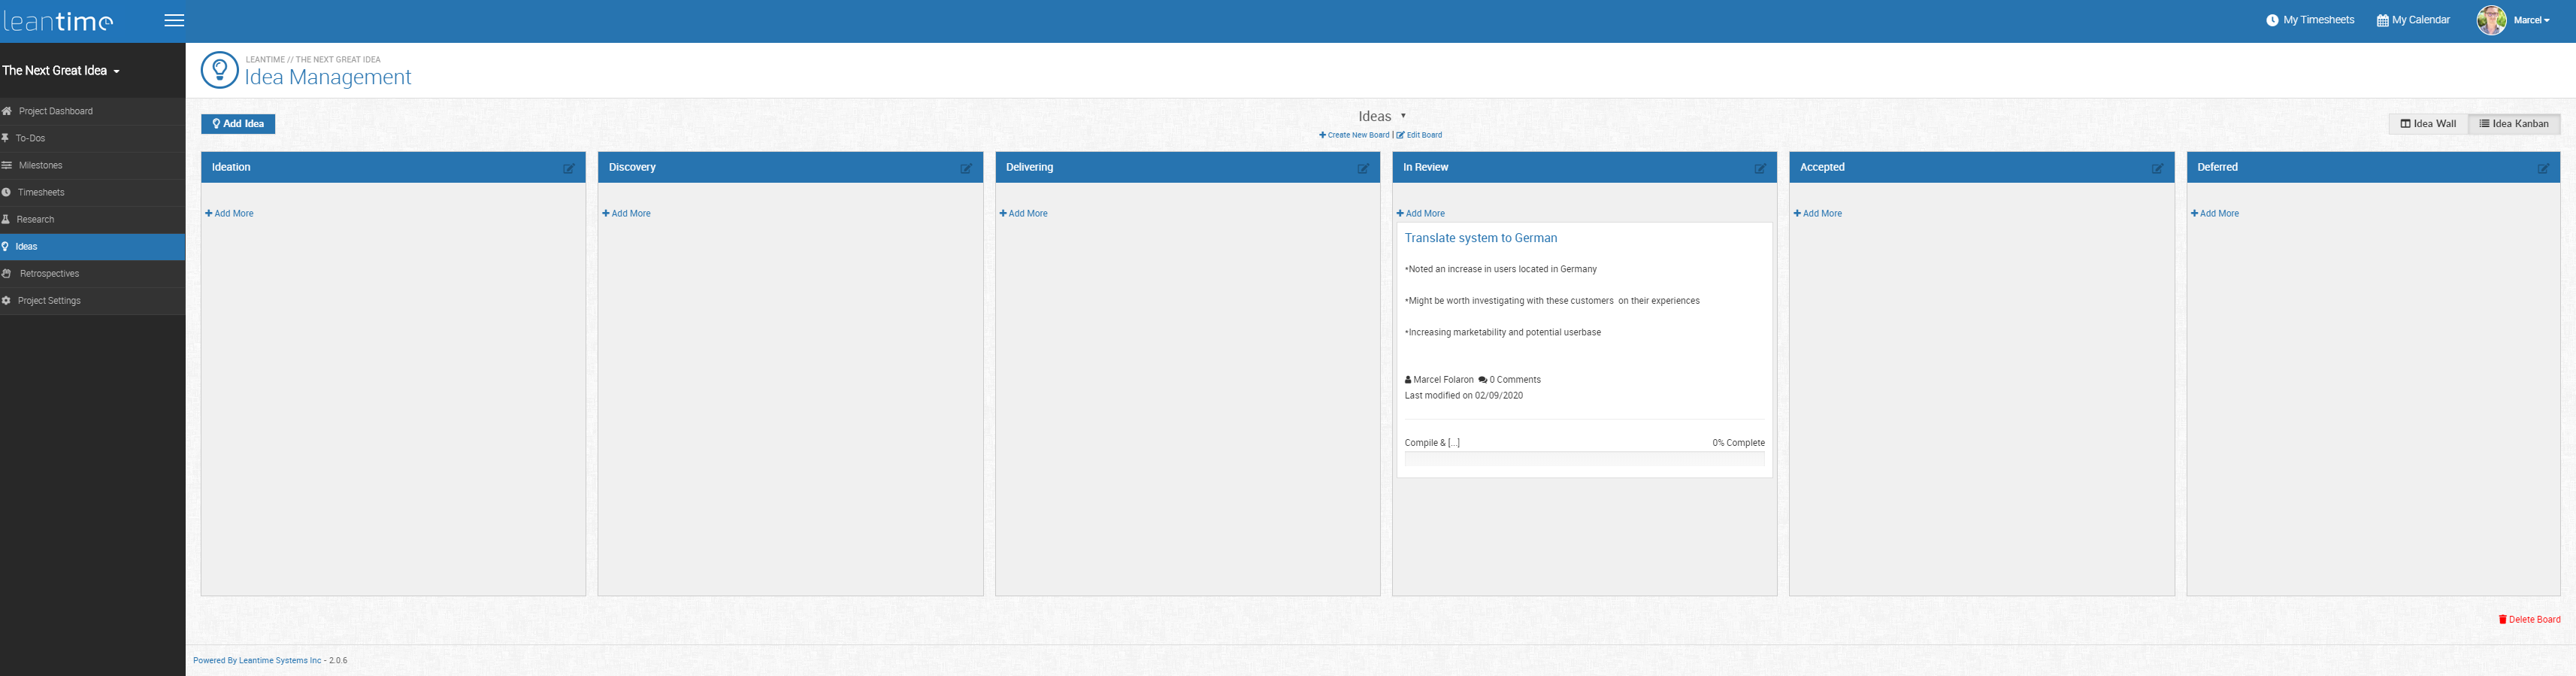 leantime
My Timesheets
My Calendar
Marcel
The Next Great Idea
Project Dashboard
To-Dos
Milestones
Timesheets
Research
Ideas
Retrospectives
Project Settings
LEANTIME // THE NEXT GREAT IDEA
Idea Management
Add Idea
Ideas
Create New Board | Edit Board
Idea Wall
Idea Kanban
Ideation
Add More
Discovery
Add More
Delivering
Add More
In Review
Add More
Translate system to German
*Noted an increase in users located in Germany
*Might be worth investigating with these customers  on their experiences
*Increasing marketability and potential userbase
Marcel Folaron 0 Comments
Last modified on 02/09/2020
Compile & [...] 0% Complete
Accepted
Add More
Deferred
Add More
Delete Board
Powered By Leantime Systems Inc - 2.0.6